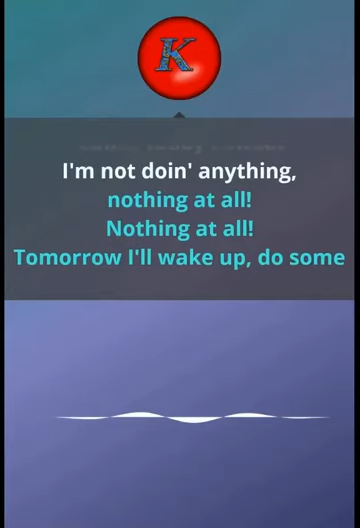 K
I'm not doin' anything,
nothing at all!
Nothing at all!
Tomorrow I'll wake up, do some